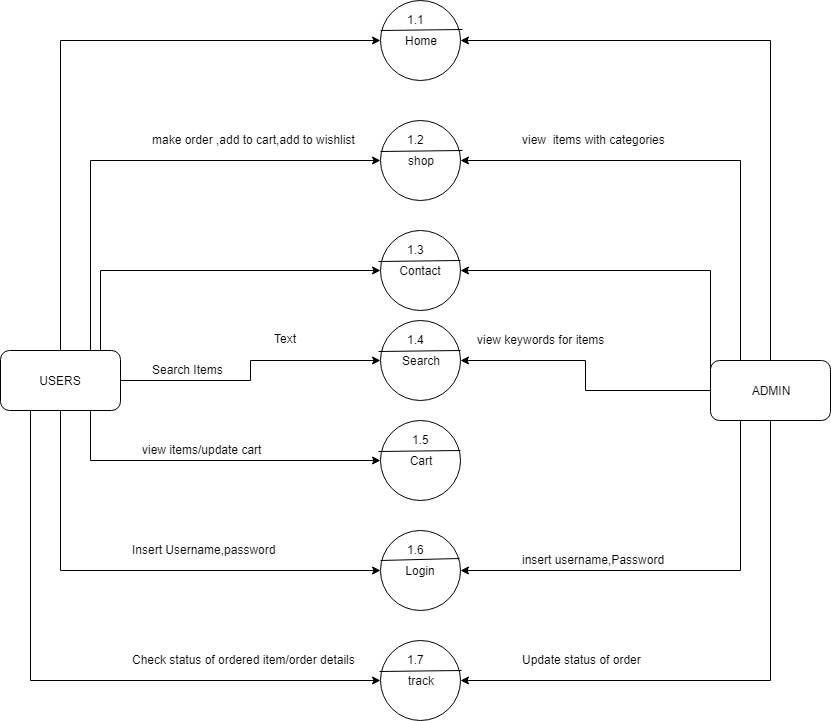 1.1
Home
make order ,add to cart,add to wishlist
1.2
shop
view  items with categories
1.3
Contact
Text
1.4
Search
view keywords for items
Search Items
USERS
ADMIN
view items/update cart
1.5
Cart
Insert Username,password
1.6
Login
insert username,Password
Check status of ordered item/order details
1.7
track
Update status of order